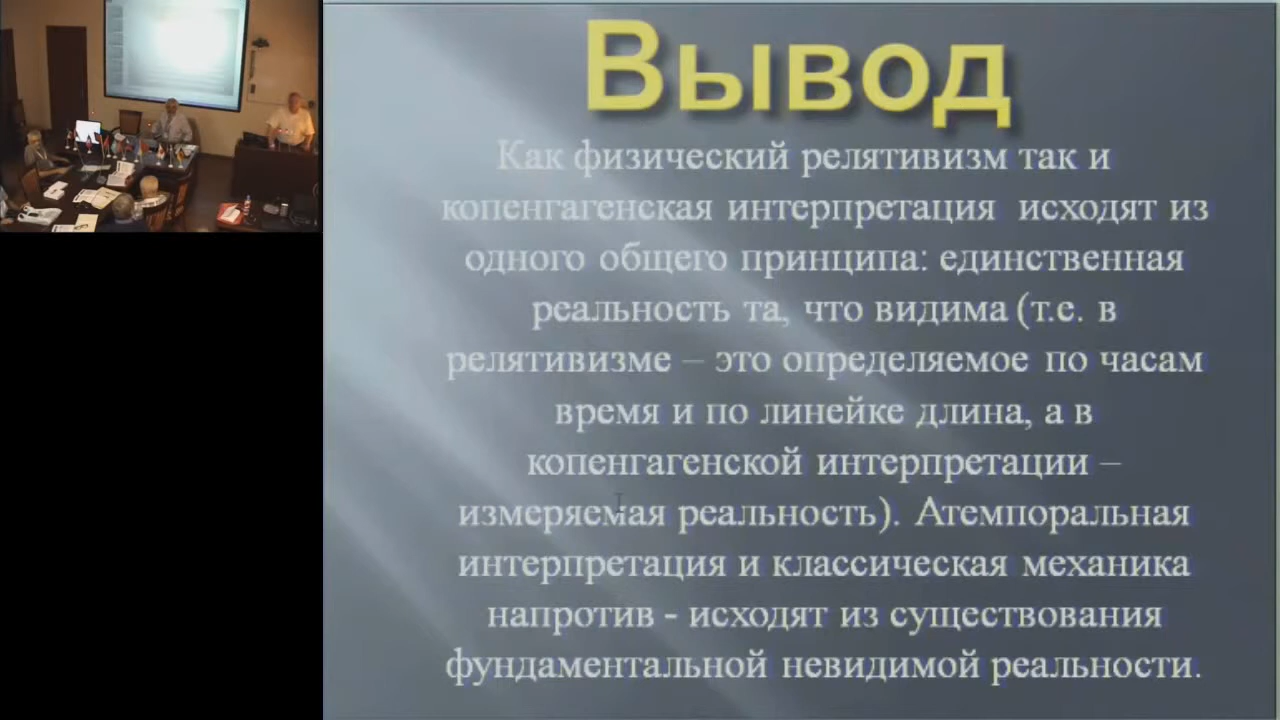 Вывод
Как физический релятивизм так и
копенгагенская интерпретация исходят из
одного общего принципа: единственная
реальность та, что видима (т.е. в
релятивизме – это определяемое по часам
время и по линейке длина, а в
копенгагенской интерпретации –
измеряемая реальность). Атемпоральная
интерпретация и классическая механика
напротив - исходят из существования
фундаментальной невидимой реальности.